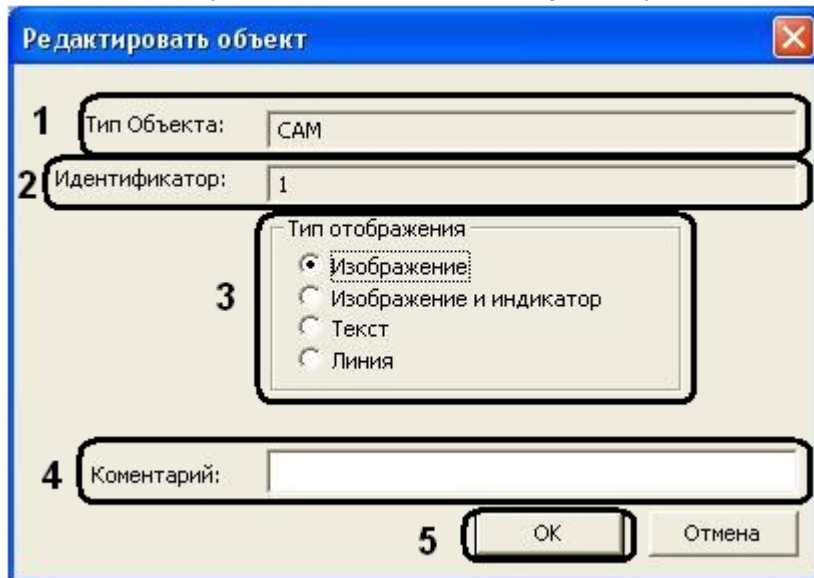 Редактировать объект
1 Тип Объекта: CAM
2 Идентификатор: 1
Тип отображения
Изображение
3 Изображение и индикатор
Текст
Линия
4 Коментарий:
5 OK Отмена